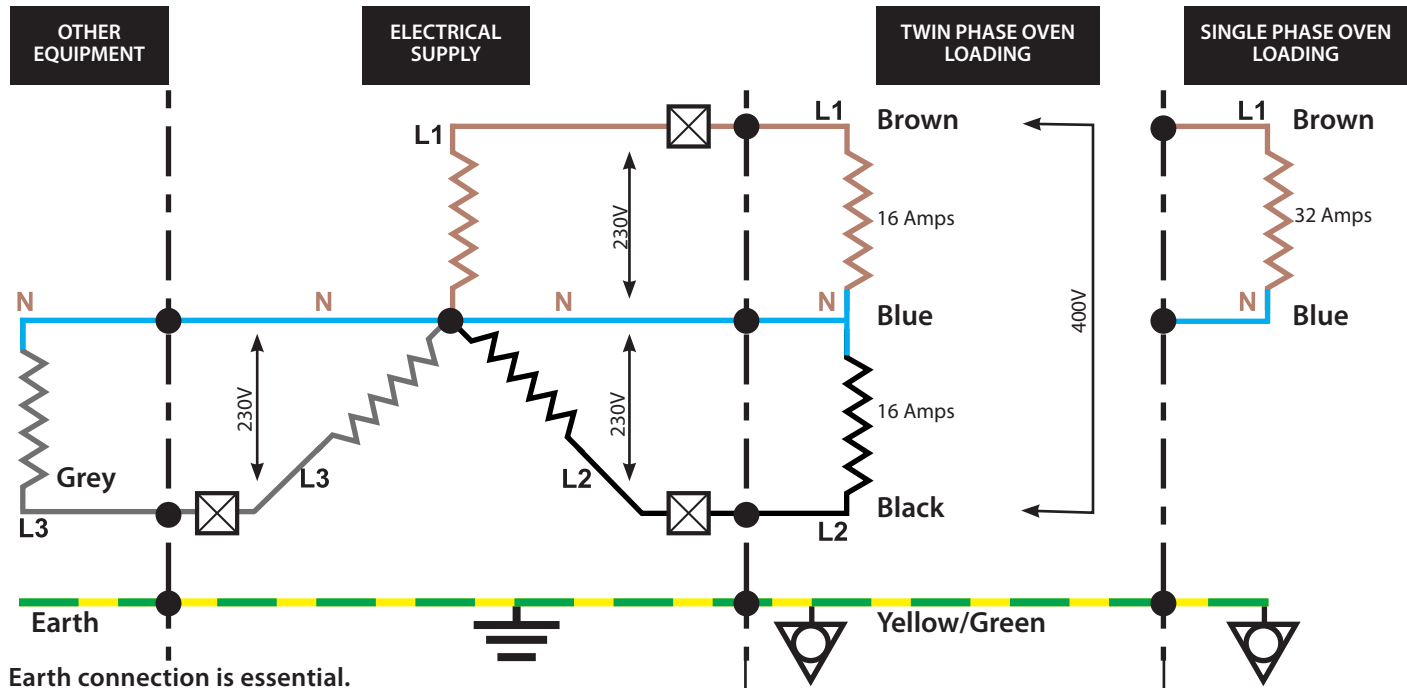 OTHER
EQUIPMENT
ELECTRICAL
SUPPLY
TWIN PHASE OVEN
LOADING
SINGLE PHASE OVEN
LOADING
L1
L1
Brown
L1
Brown
230V
16 Amps
32 Amps
400V
N
N
N
N
Blue
N
Blue
230V
230V
16 Amps
Grey
L3
L2
L3
L2
Black
Earth
Yellow/Green
Earth connection is essential.